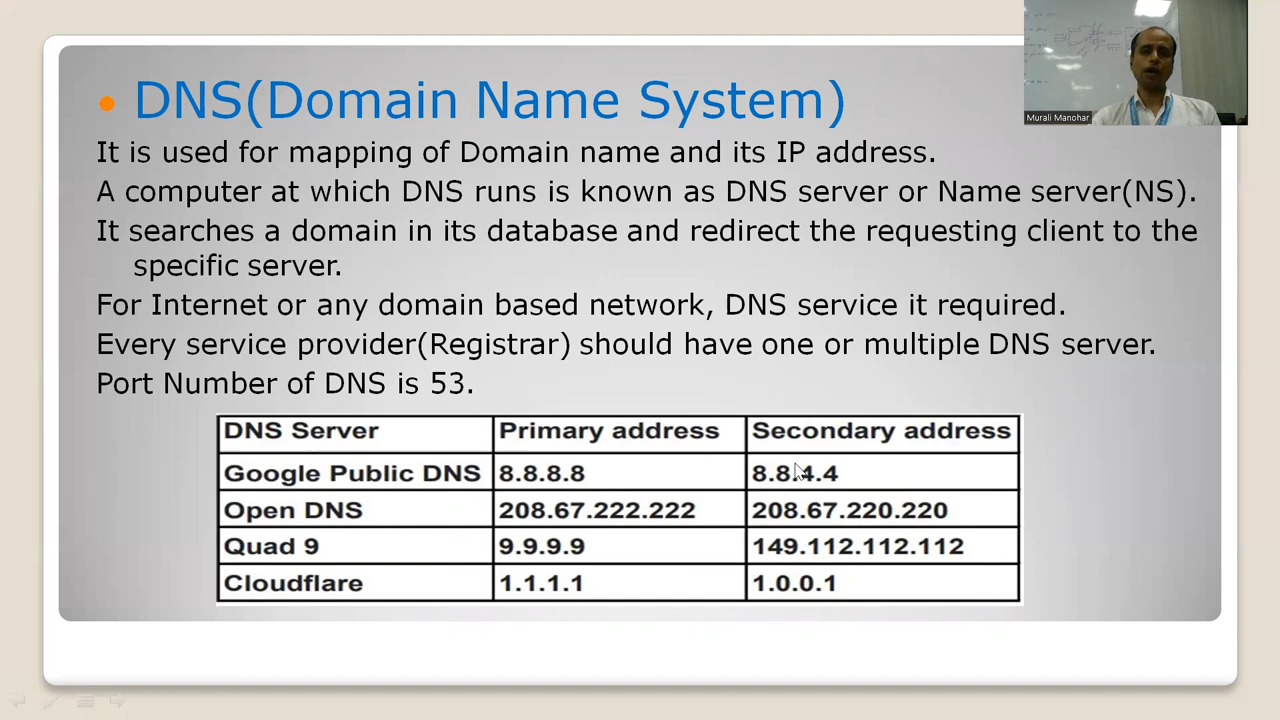 DNS(Domain Name System)
Murali Manohar
It is used for mapping of Domain name and its IP address.
A computer at which DNS runs is known as DNS server or Name server(NS).
It searches a domain in its database and redirect the requesting client to the
specific server.
For Internet or any domain based network, DNS service it required.
Every service provider(Registrar) should have one or multiple DNS server.
Port Number of DNS is 53.
DNS Server Primary address Secondary address
Google Public DNS 8.8.8.8 8.8.4.4
Open DNS 208.67.222.222 208.67.220.220
Quad 9 9.9.9.9 149.112.112.112
Cloudflare 1.1.1.1 1.0.0.1